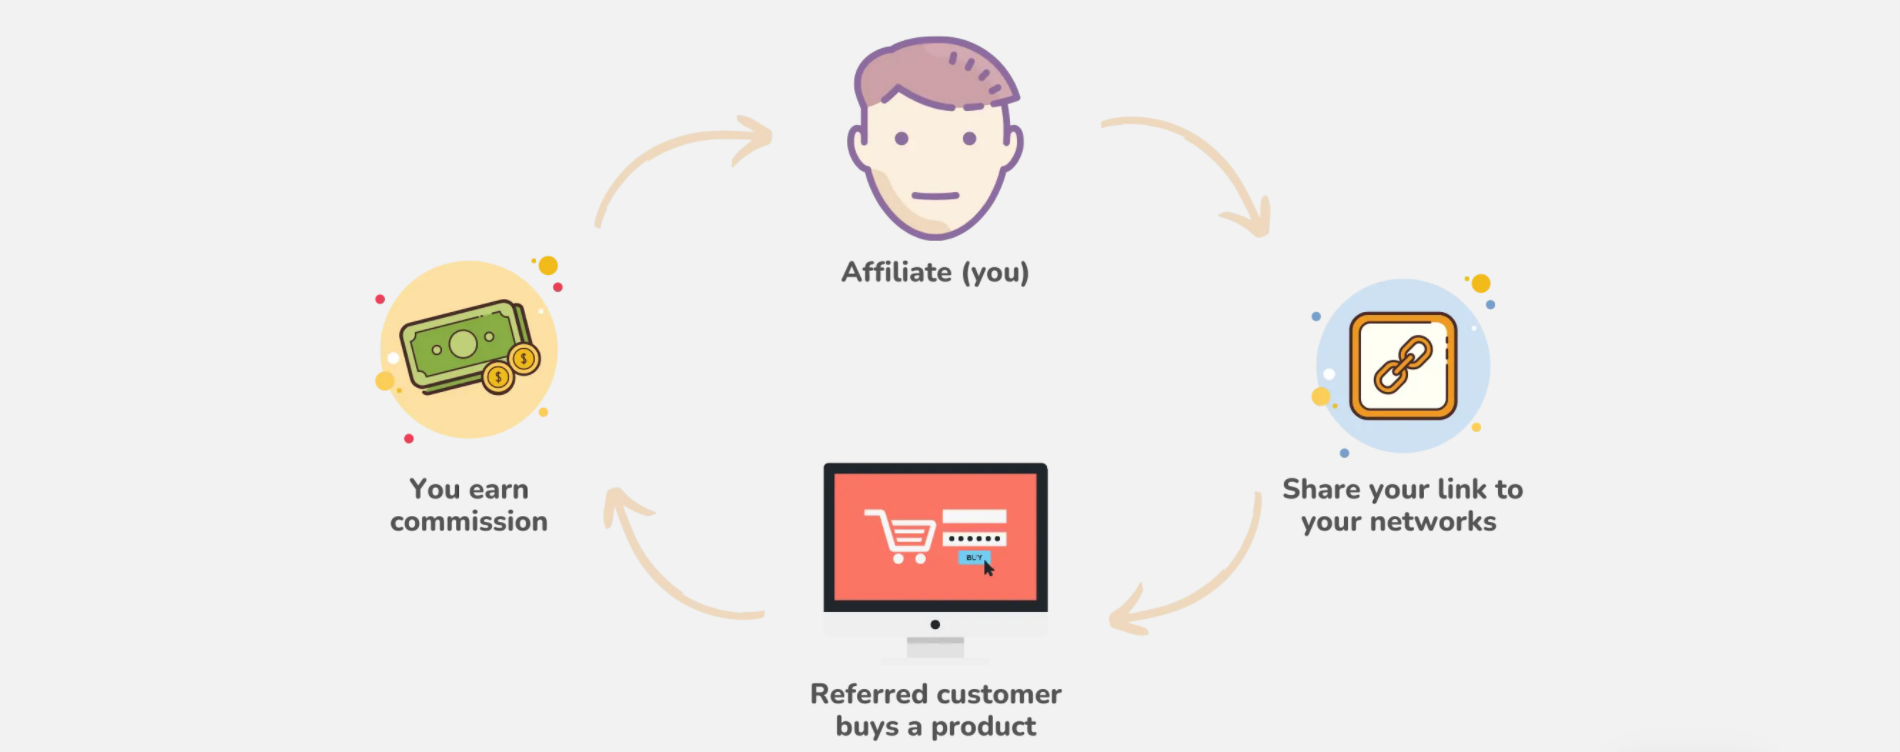 Affiliate (you)
Share your link to
your networks
BUY
Referred customer
buys a product
You earn
commission
$
$